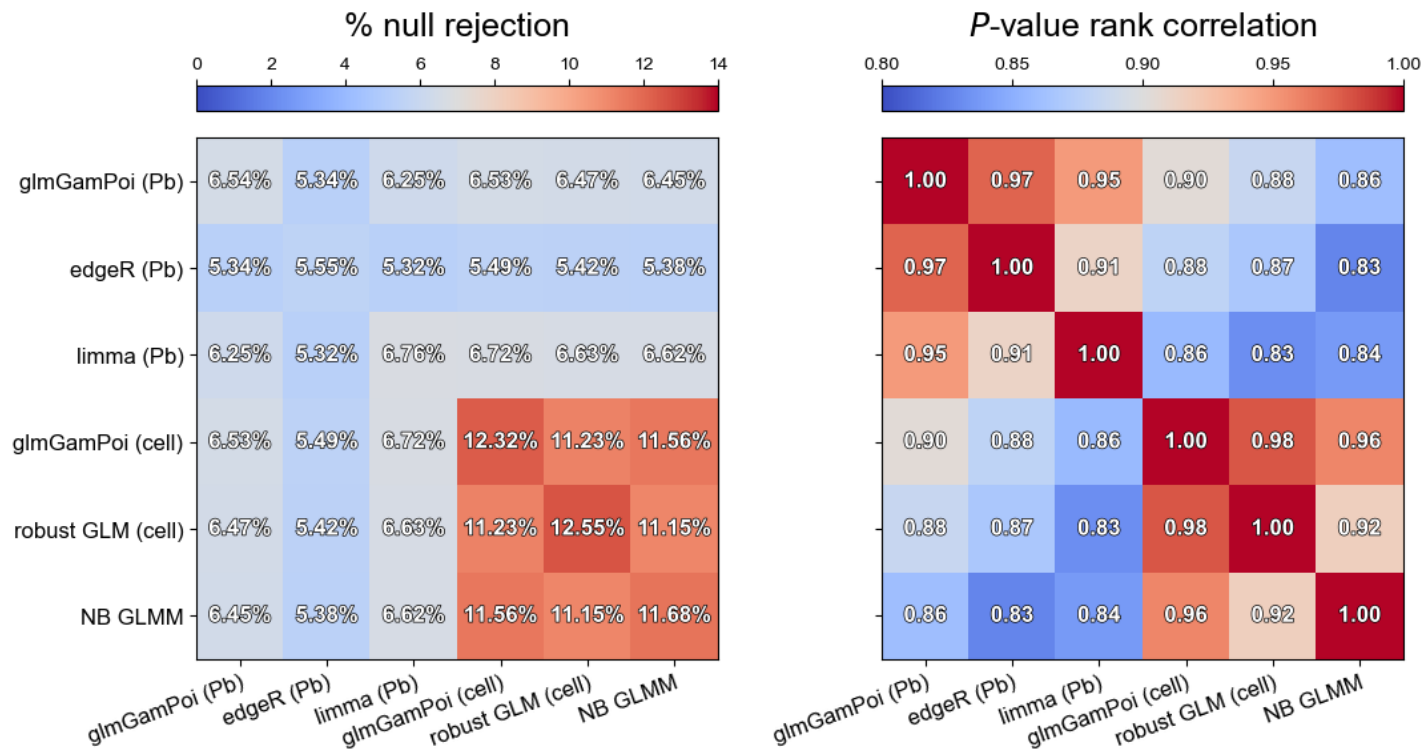 % null rejection
0 2 4 6 8 10 12 14
glmGamPoi (Pb) 6.54% 5.34% 6.25% 6.53% 6.47% 6.45%
edgeR (Pb) 5.34% 5.55% 5.32% 5.49% 5.42% 5.38%
limma (Pb) 6.25% 5.32% 6.76% 6.72% 6.63% 6.62%
glmGamPoi (cell) 6.53% 5.49% 6.72% 12.32% 11.23% 11.56%
robust GLM (cell) 6.47% 5.42% 6.63% 11.23% 12.55% 11.15%
NB GLMM 6.45% 5.38% 6.62% 11.56% 11.15% 11.68%
glmGamPoi (Pb) edgeR (Pb) limma (Pb) glmGamPoi (cell) robust GLM (cell) NB GLMM
P-value rank correlation
0.80 0.85 0.90 0.95 1.00
1.00 0.97 0.95 0.90 0.88 0.86
0.97 1.00 0.91 0.88 0.87 0.83
0.95 0.91 1.00 0.86 0.83 0.84
0.90 0.88 0.86 1.00 0.98 0.96
0.88 0.87 0.83 0.98 1.00 0.92
0.86 0.83 0.84 0.96 0.92 1.00
glmGamPoi (Pb) edgeR (Pb) limma (Pb) glmGamPoi (cell) robust GLM (cell) NB GLMM